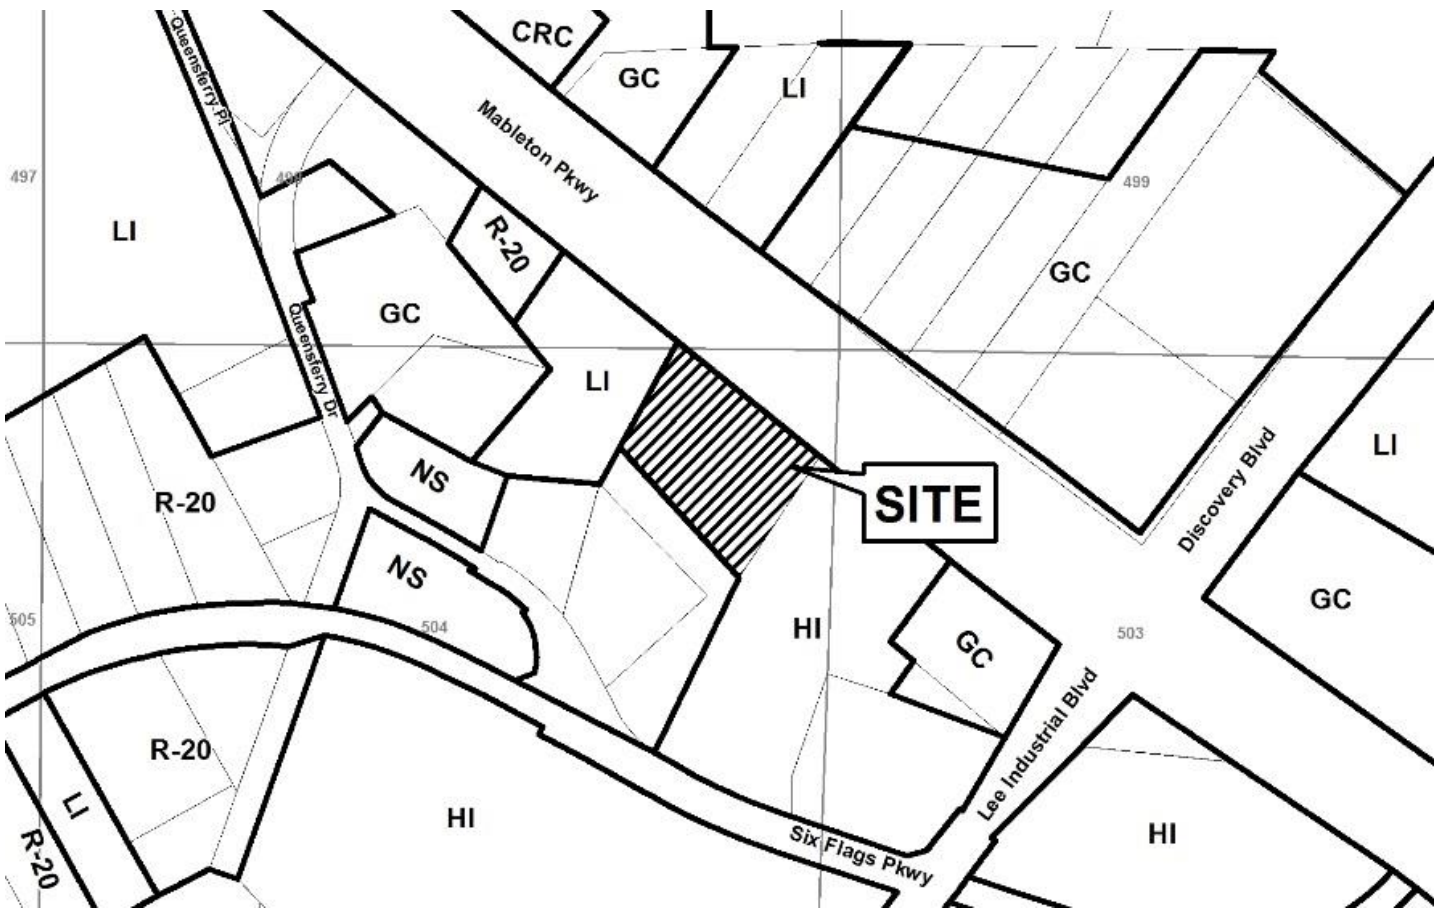 CRC
GC
LI
Queensferry Pl
Mableton Pkwy
497
499
LI
R-20
GC
GC
Queensferry Dr
LI
LI
NS
R-20
SITE
Discovery Blvd
NS
GC
505
504
HI
503
GC
Lee Industrial Blvd
R-20
LI
HI
Six Flags Pkwy
HI
R-20